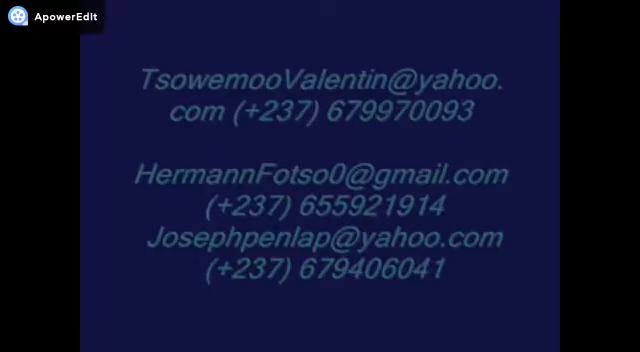 ApowerEdit
TsowemooValentin@yahoo.
com (+237) 679970093
HermannFotso0@gmail.com
(+237) 655921914
Josephpenlap@yahoo.com
(+237) 679406041